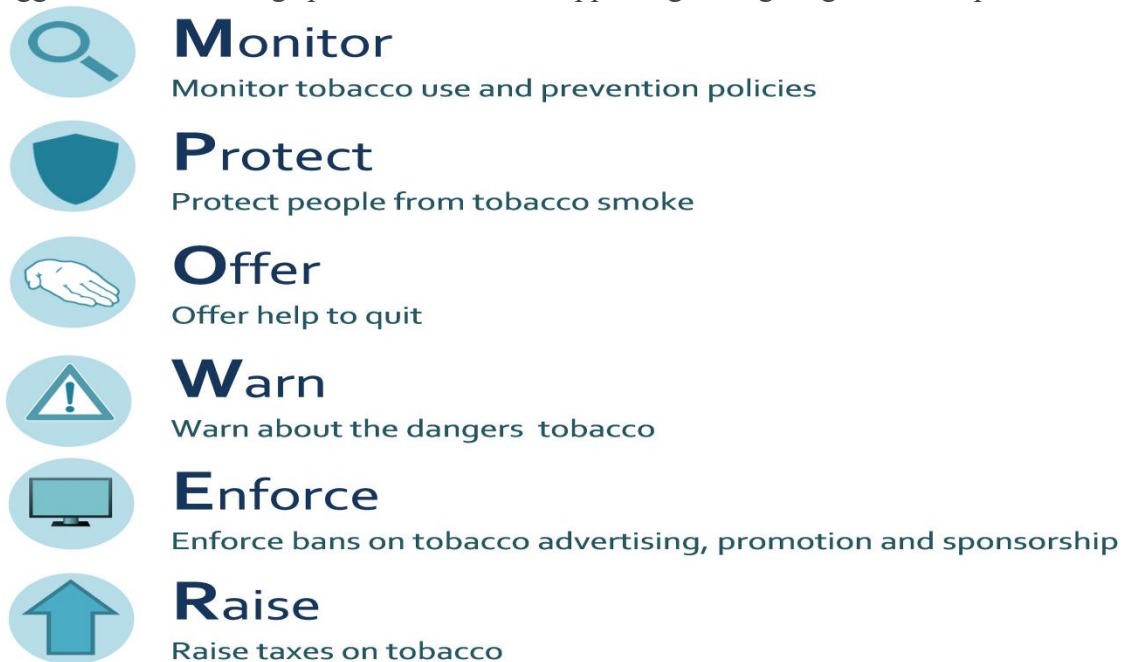 Monitor
Monitor tobacco use and prevention policies
Protect
Protect people from tobacco smoke
Offer
Offer help to quit
Warn
Warn about the dangers tobacco
Enforce
Enforce bans on tobacco advertising, promotion and sponsorship
Raise
Raise taxes on tobacco